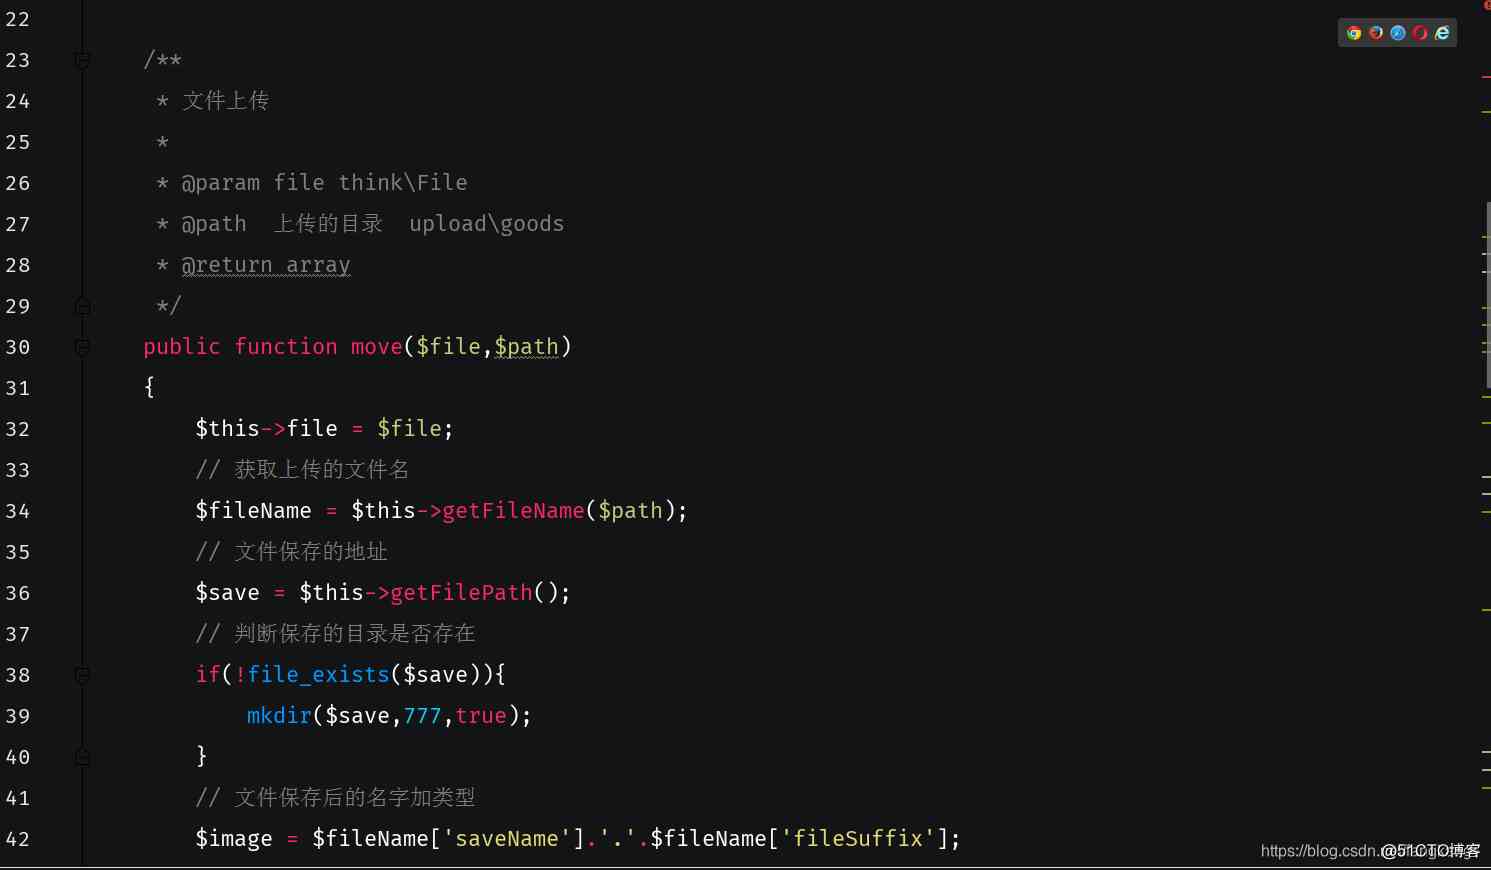 22
23 /**
24 * 文件上传
25 *
26 * @param file think\File
27 * @path 上传的目录 upload\goods
28 * @return array
29 */
30 public function move($file,$path)
31 {
32 $this->file = $file;
33 // 获取上传的文件名
34 $fileName = $this->getFileName($path);
35 // 文件保存的地址
36 $save = $this->getFilePath();
37 // 判断保存的目录是否存在
38 if(!file_exists($save)){
39 mkdir($save,777,true);
40 }
41 // 文件保存后的名字加类型
42 $image = $fileName['saveName'].'.'.$fileName['fileSuffix'];
https://blog.csdn.
@51CTO博客